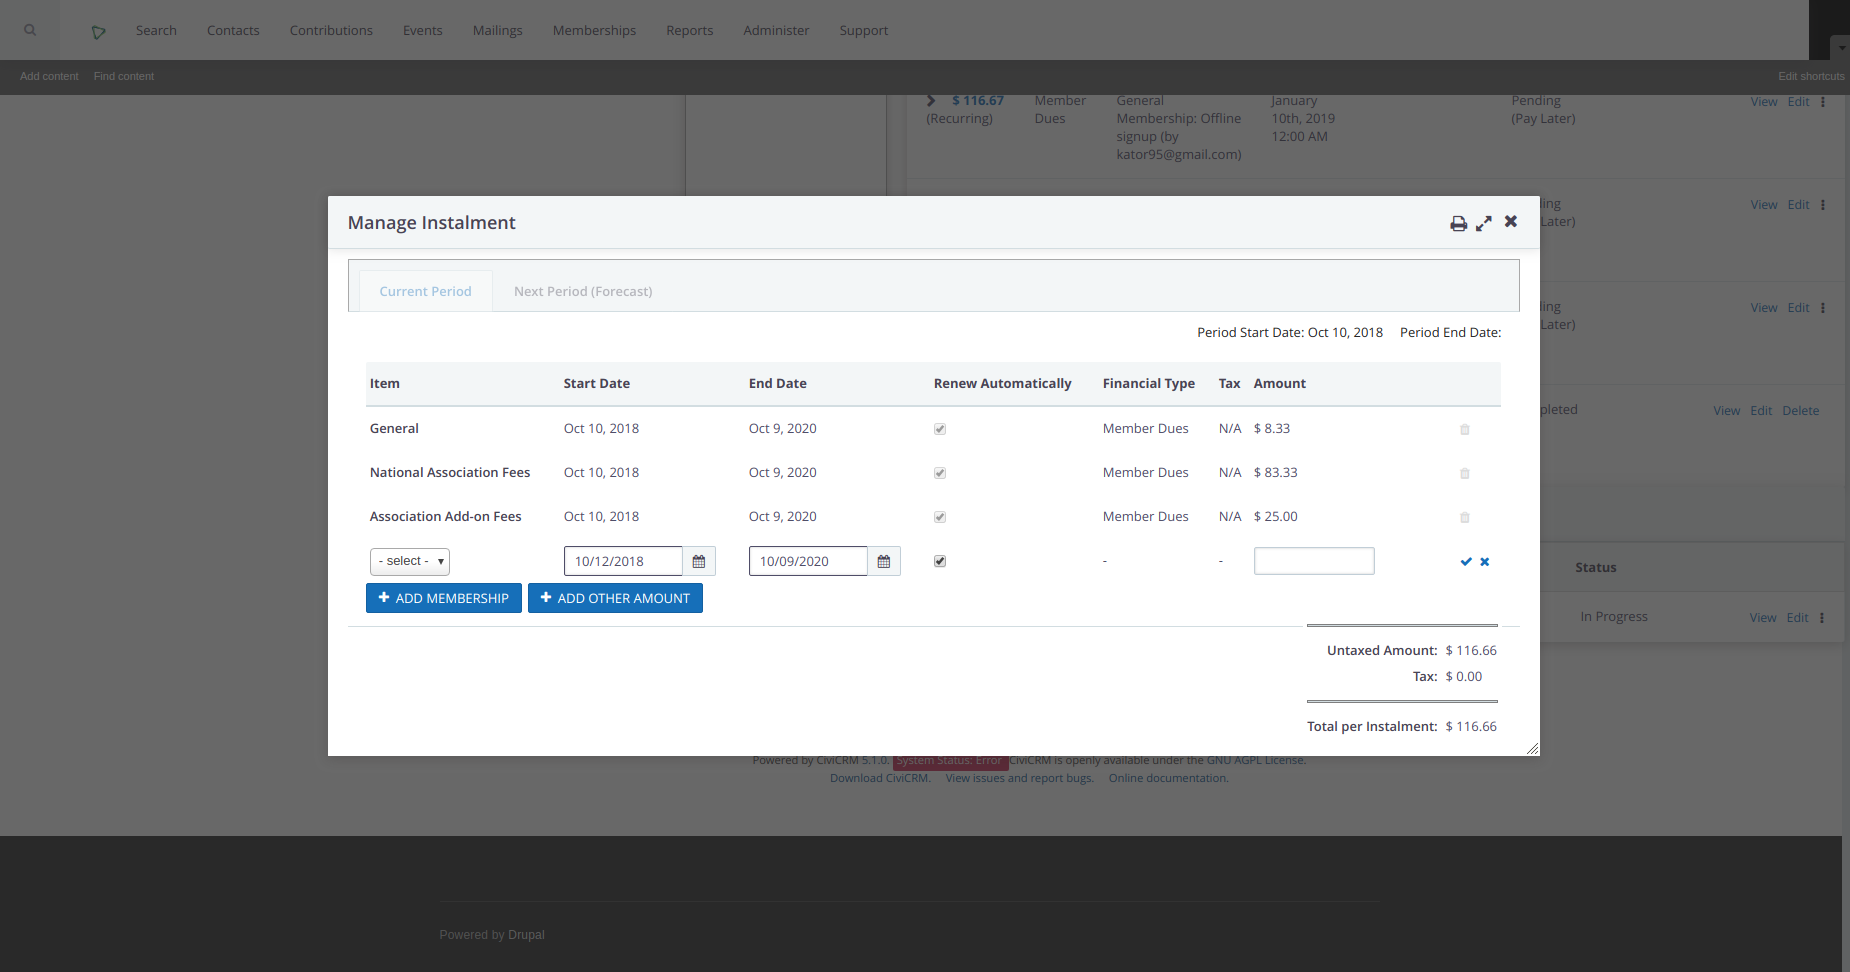 Search Contacts Contributions Events Mailings Memberships Reports Administer Support
Add content Find content Edit shortcuts
$ 116.67 Member General January Pending View Edit
(Recurring) Dues Membership: Offline 10th, 2019 (Pay Later)
signup (by 12:00 AM
kator95@gmail.com)
ing View Edit
Later)
Manage Instalment
Current Period Next Period (Forecast)
ing View Edit
Later)
Period Start Date: Oct 10, 2018 Period End Date:
Item Start Date End Date Renew Automatically Financial Type Tax Amount
pleted View Edit Delete
General Oct 10, 2018 Oct 9, 2020 Member Dues N/A $ 8.33
National Association Fees Oct 10, 2018 Oct 9, 2020 Member Dues N/A $ 83.33
Association Add-on Fees Oct 10, 2018 Oct 9, 2020 Member Dues N/A $ 25.00
- select - 10/12/2018 10/09/2020 - -
Status
+ ADD MEMBERSHIP + ADD OTHER AMOUNT
In Progress View Edit
Untaxed Amount: $ 116.66
Tax: $ 0.00
Total per Instalment: $ 116.66
Powered by CiviCRM 5.1.0. System Status: Error CiviCRM is openly available under the GNU AGPL License.
Download CiviCRM. View issues and report bugs. Online documentation.
Powered by Drupal